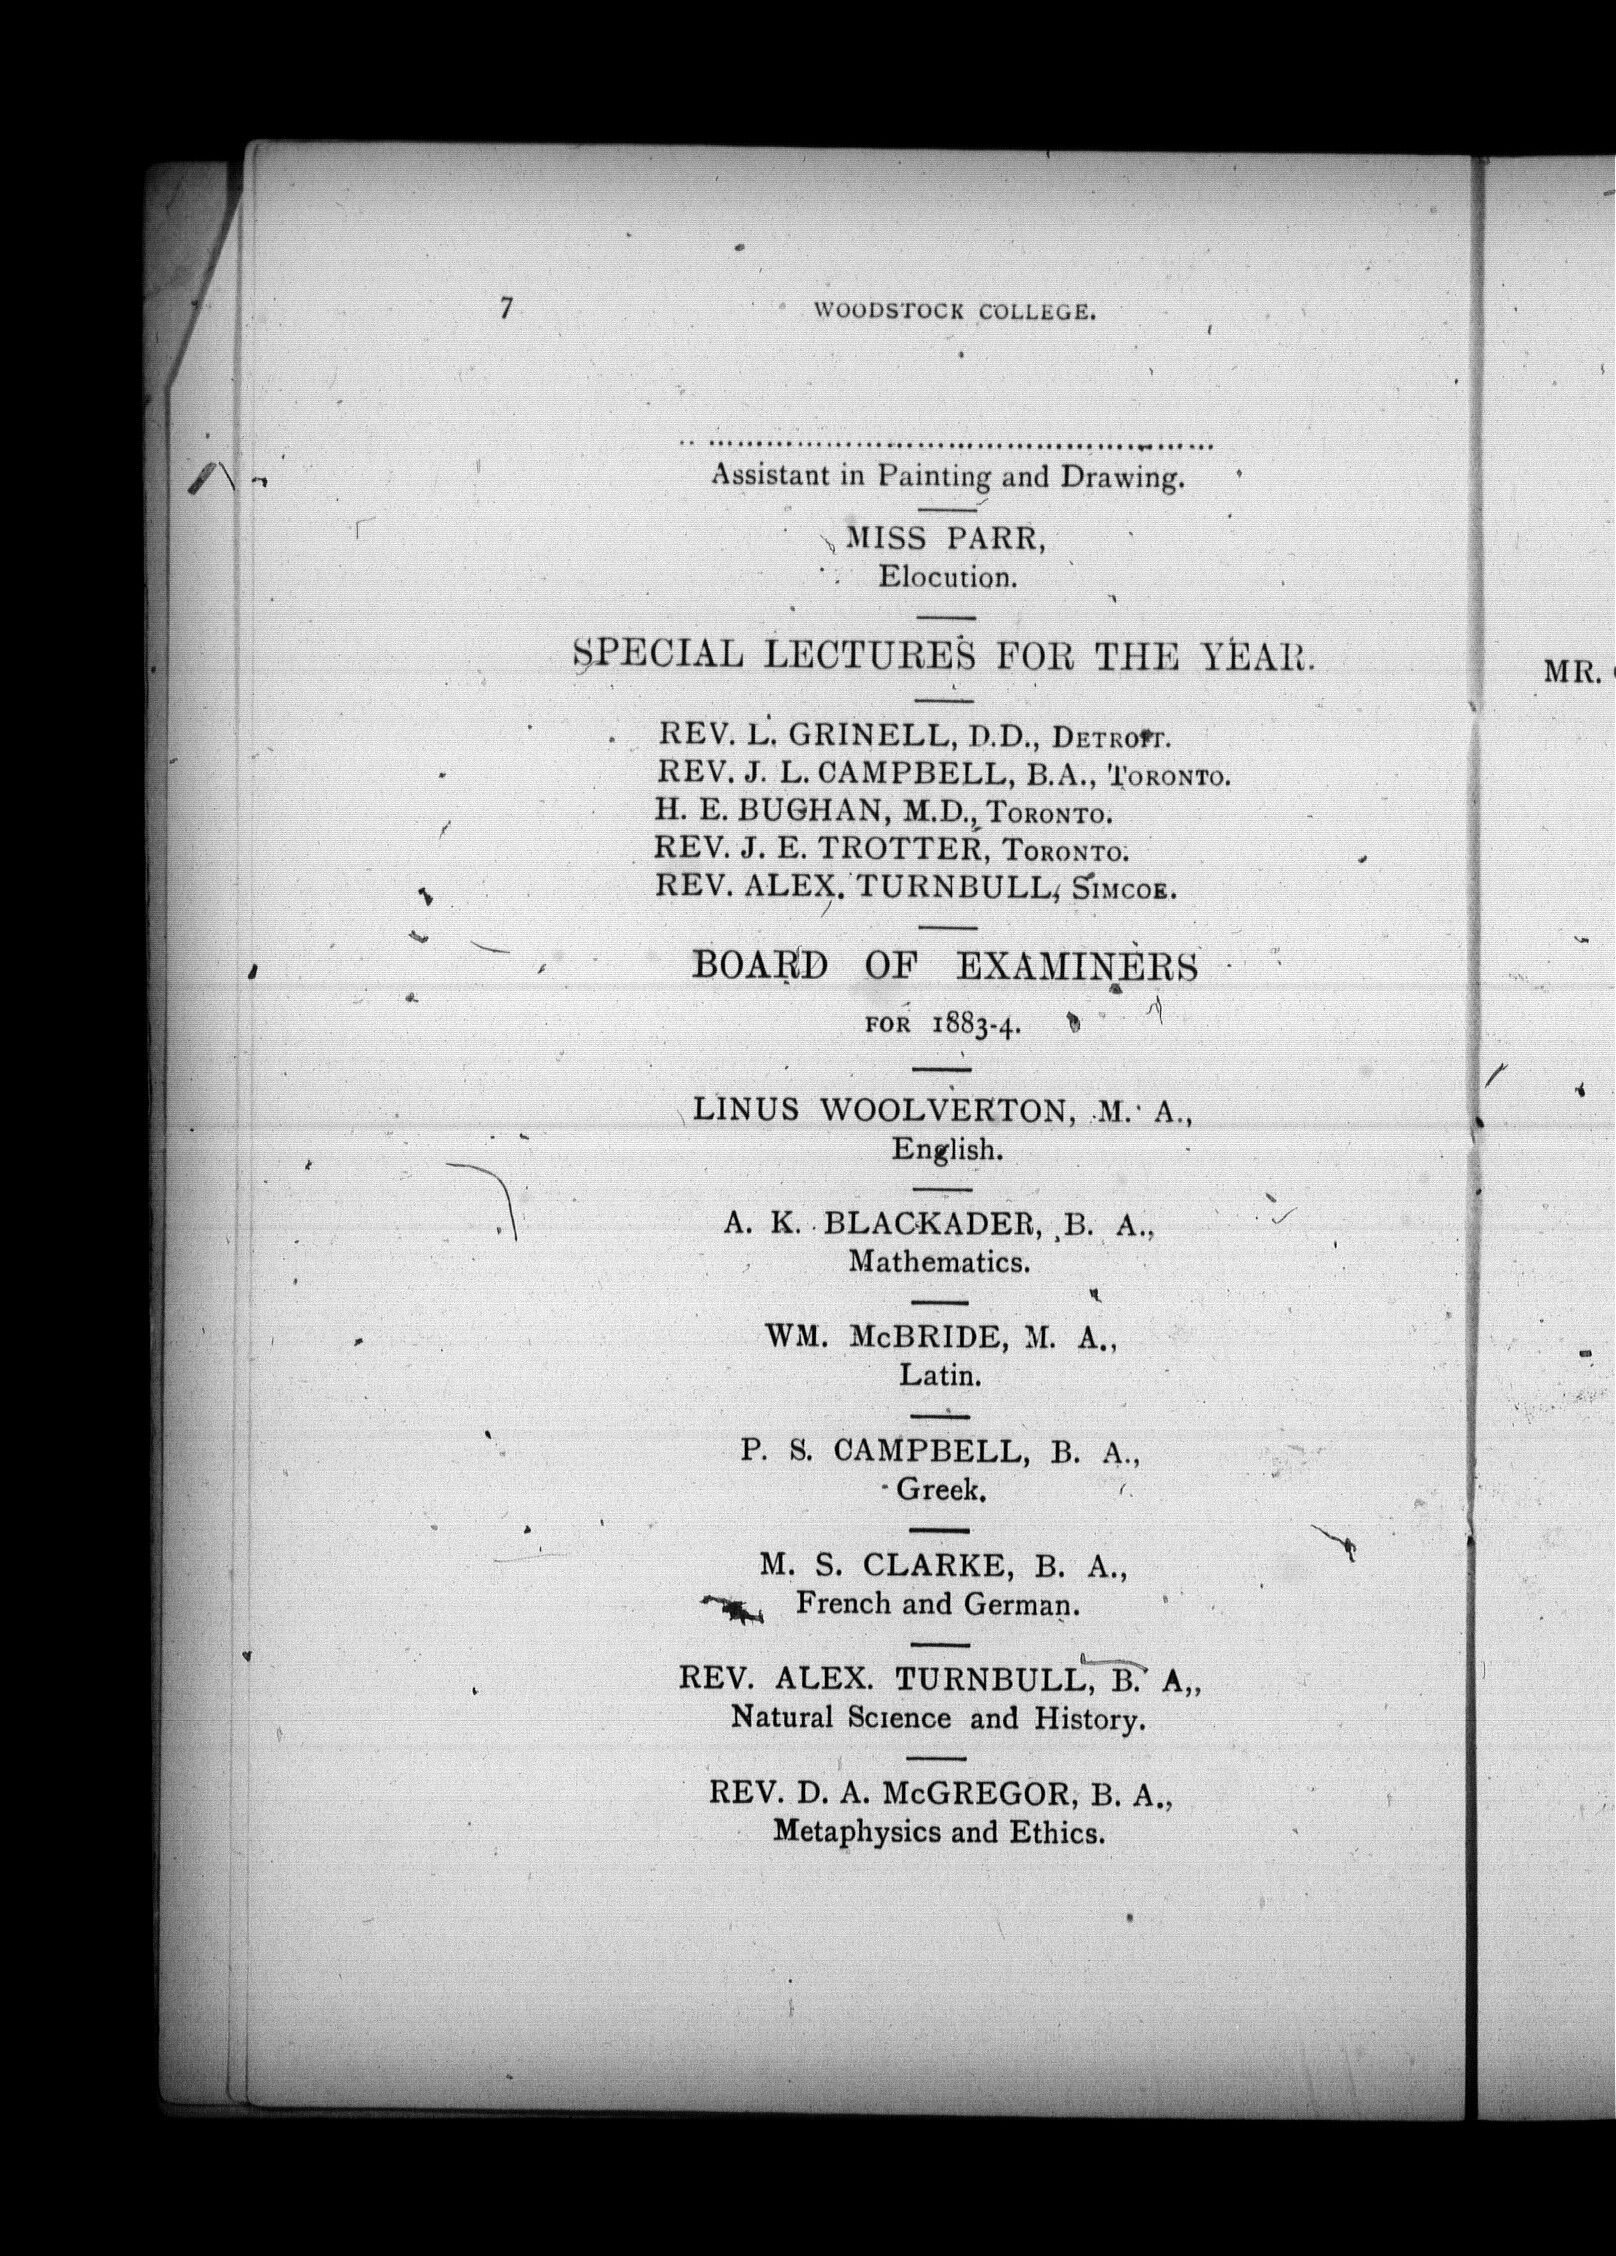 7 WOODSTOCK COLLEGE.
.. ................................................
Assistant in Painting and Drawing.
MISS PARR,
Elocution.
SPECIAL LECTURES FOR THE YEAR.
REV. L. GRINELL, D.D., DETROIT.
REV. J. L. CAMPBELL, B.A., TORONTO.
H. E. BUGHAN, M.D., TORONTO.
REV. J. E. TROTTER, TORONTO.
REV. ALEX. TURNBULL, SIMCOE.
BOARD OF EXAMINERS
FOR 1883-4.
LINUS WOOLVERTON, M. A.,
English.
A. K. BLACKADER, B. A.,
Mathematics.
WM. McBRIDE, M. A.,
Latin.
P. S. CAMPBELL, B. A.,
Greek.
M. S. CLARKE, B. A.,
French and German.
REV. ALEX. TURNBULL, B. A,,
Natural Science and History.
REV. D. A. McGREGOR, B. A.,
Metaphysics and Ethics.
MR.